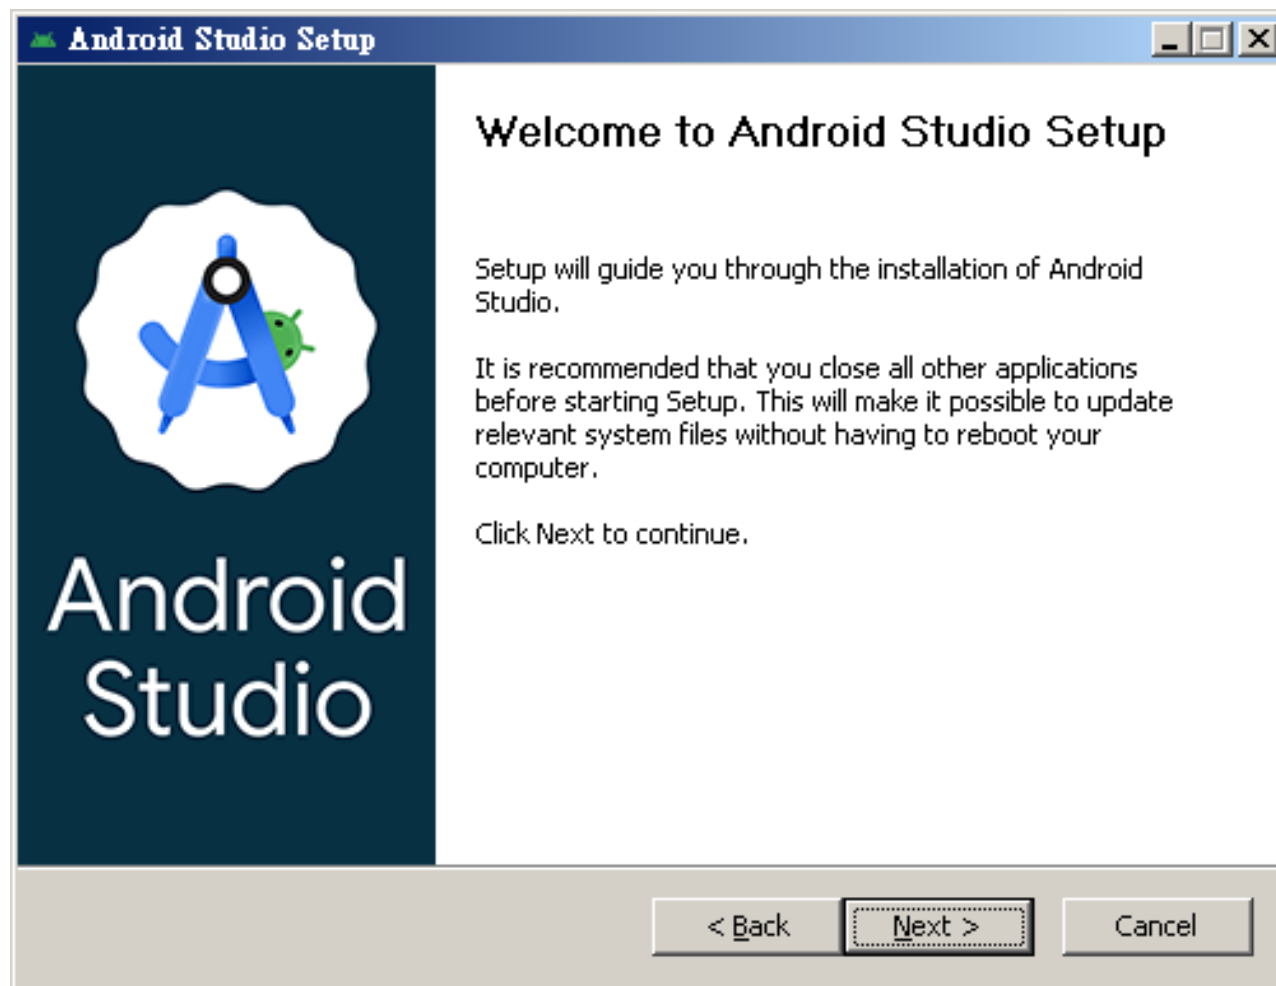 Android Studio Setup
Welcome to Android Studio Setup
Setup will guide you through the installation of Android
Studio.
It is recommended that you close all other applications
before starting Setup. This will make it possible to update
relevant system files without having to reboot your
computer.
Click Next to continue.
Android
Studio
< Back
Next >
Cancel